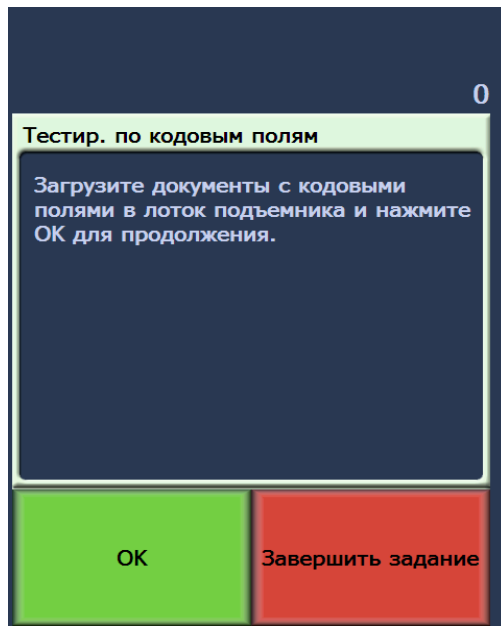 0
Тестир. по кодовым полям
Загрузите документы с кодовыми
полями в лоток подъемника и нажмите
ОК для продолжения.
ОК
Завершить задание